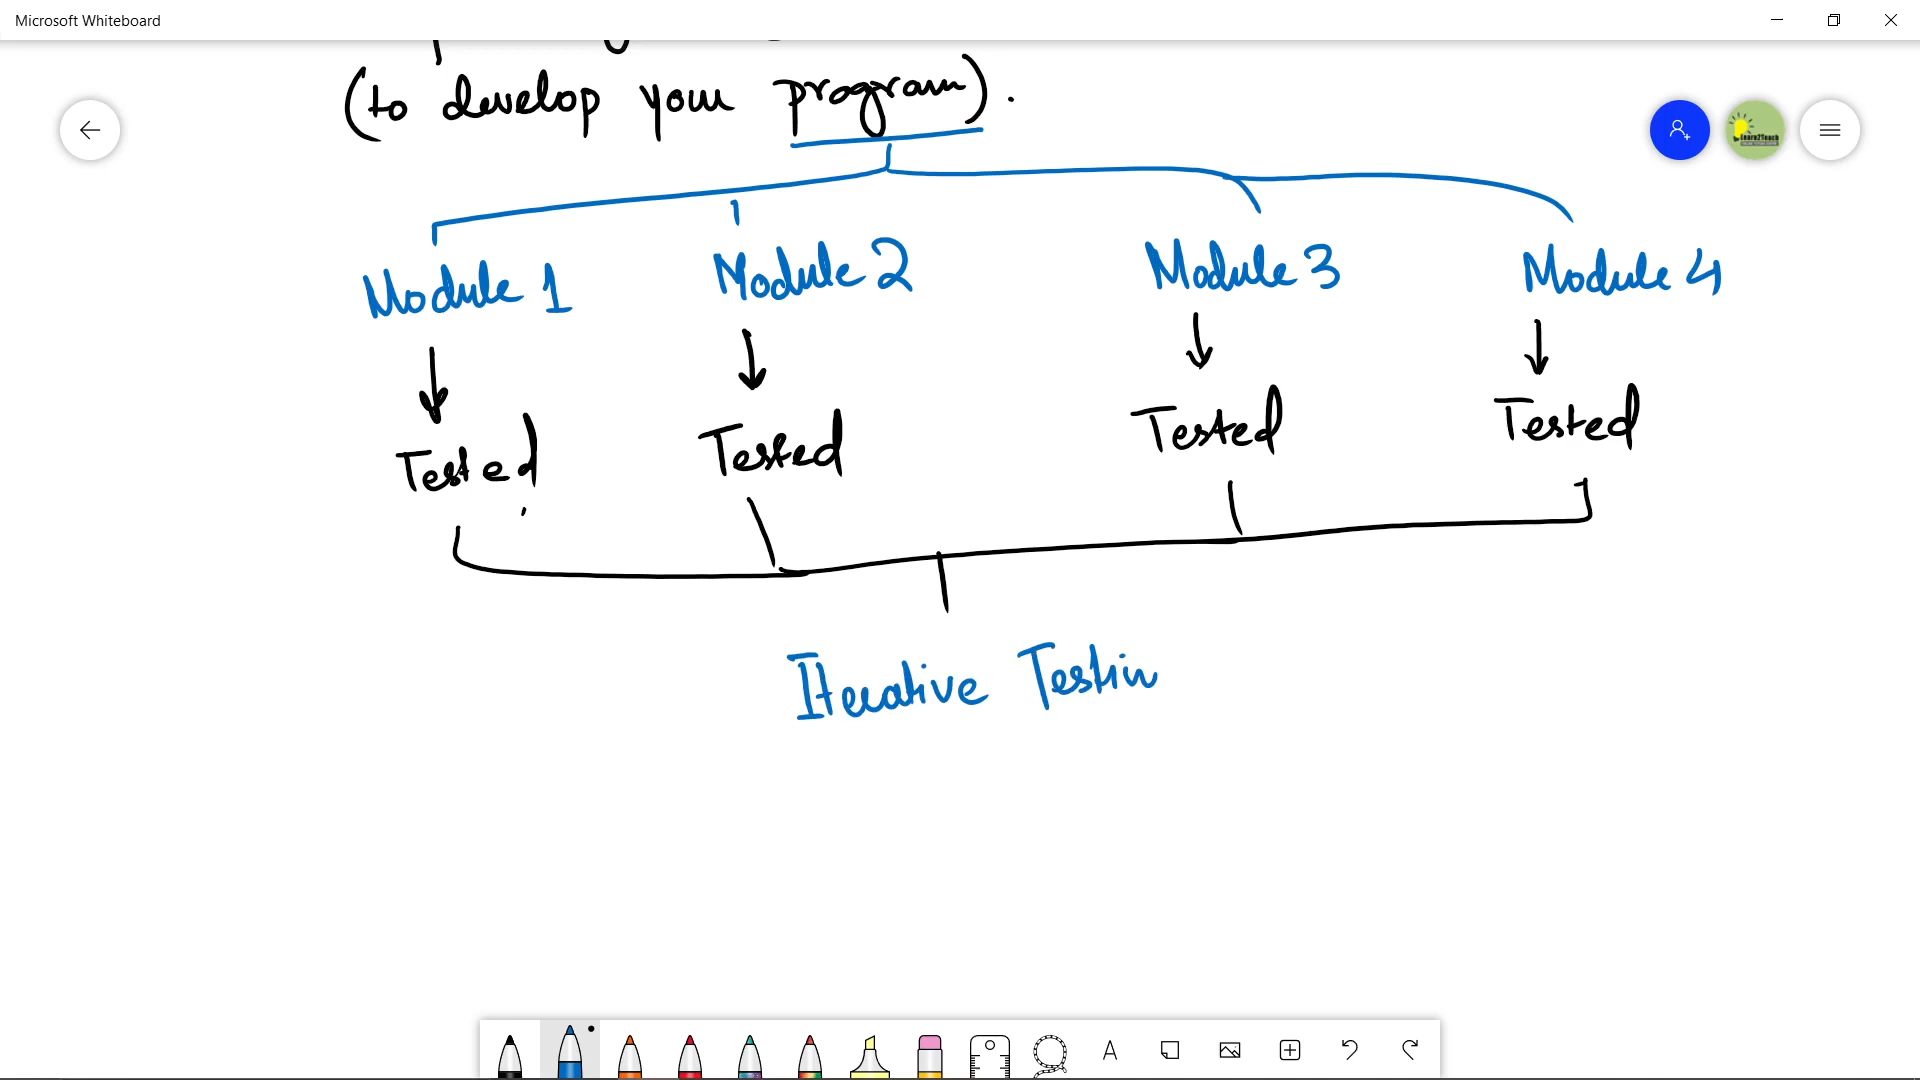 Microsoft Whiteboard
(to develop your program).
Module 1 Module 2 Module 3 Module 4
Tested Tested Tested Tested
Iterative Testin